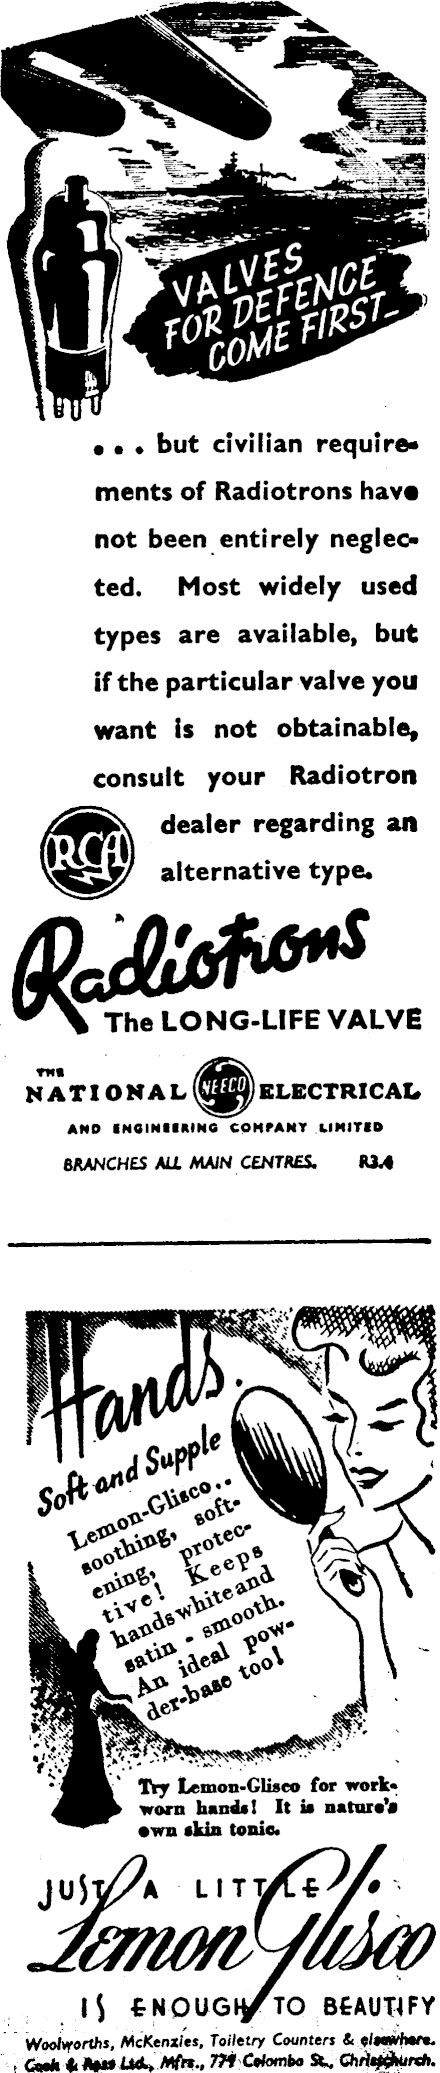 VALVES
FOR DEFENCE
COME FIRST_
. . . but civilian require-
ments of Radiotrons have
not been entirely neglec-
ted. Most widely used
types are available, but
if the particular valve you
want is not obtainable,
consult your Radiotron
dealer regarding an
alternative type.
RCA
Radiotrons
The LONG-LIFE VALVE
THE
NATIONAL NEECO ELECTRICAL
AND ENGINEERING COMPANY LIMITED
BRANCHES ALL MAIN CENTRES. R3.4
Hands.
Soft and Supple
Lemon-Glisco..
soothing, soft-
ening, protec-
tive! Keeps
hands white and
satin-smooth.
An ideal pow-
der-base too!
Try Lemon-Glisco for work-
worn hands! It is nature's
own skin tonic.
JUST A LITTLE
Lemon Glisco
IS ENOUGH TO BEAUTIFY
Woolworths, McKenzies, Toiletry Counters & elsewhere.
Cook & Ross Ltd., Mfrs., 779 Colombo St., Christchurch.